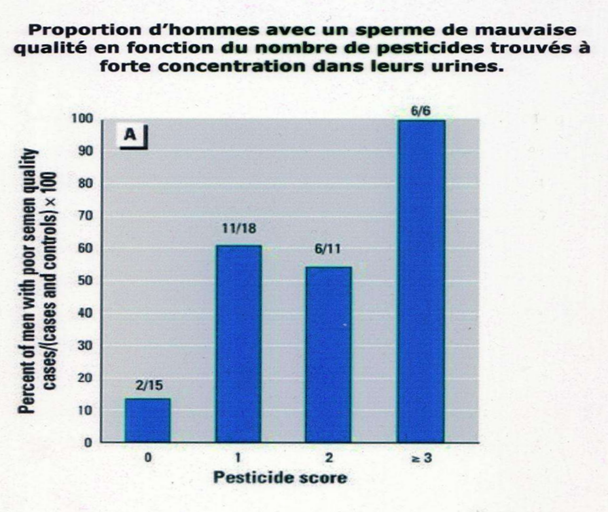 Proportion d'hommes avec un sperme de mauvaise
qualité en fonction du nombre de pesticides trouvés à
forte concentration dans leurs urines.
A
Percent of men with poor semen quality
cases/(cases and controls) × 100
100
90
80
70
60
50
40
30
20
10
0
2/15
11/18
6/11
6/6
0
1
2
≥ 3
Pesticide score